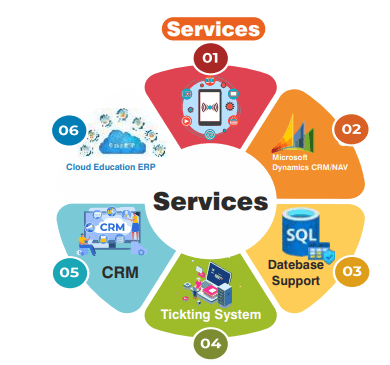 Services
01
02
Microsoft
Dynamics CRM/NAV
SQL
Datebase
Support
03
Tickting System
04
CRM
CRM
05
06
Cloud Education ERP
Services